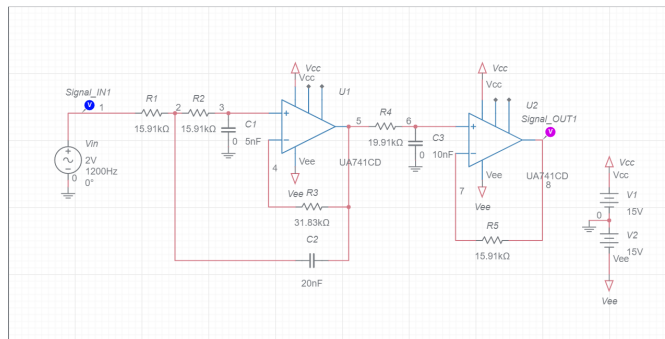 Signal_IN1
1
R1
15.91kΩ
2
R2
15.91kΩ
3
C1
0
5nF
Vin
2V
1200Hz
0°
0
Vcc
Vcc
U1
4
Vee
Vee
UA741CD
R3
31.83kΩ
C2
20nF
5
R4
19.91kΩ
6
C3
0
10nF
Vcc
Vcc
U2
Signal_OUT1
7
Vee
Vee
UA741CD
8
R5
15.91kΩ
Vcc
Vcc
V1
15V
0
V2
15V
Vee
Vee